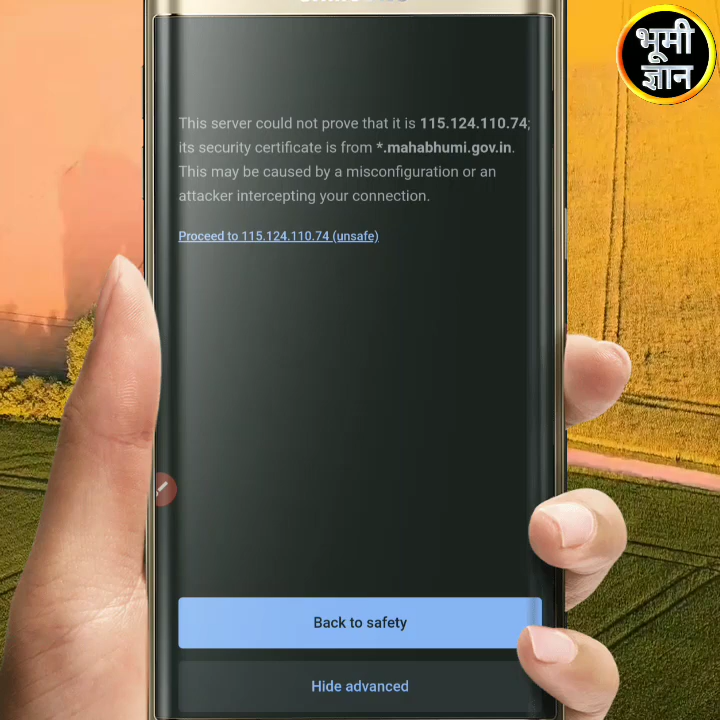 भूमी
ज्ञान
This server could not prove that it is 115.124.110.74;
its security certificate is from *.mahabhumi.gov.in.
This may be caused by a misconfiguration or an
attacker intercepting your connection.
Proceed to 115.124.110.74 (unsafe)
Back to safety
Hide advanced